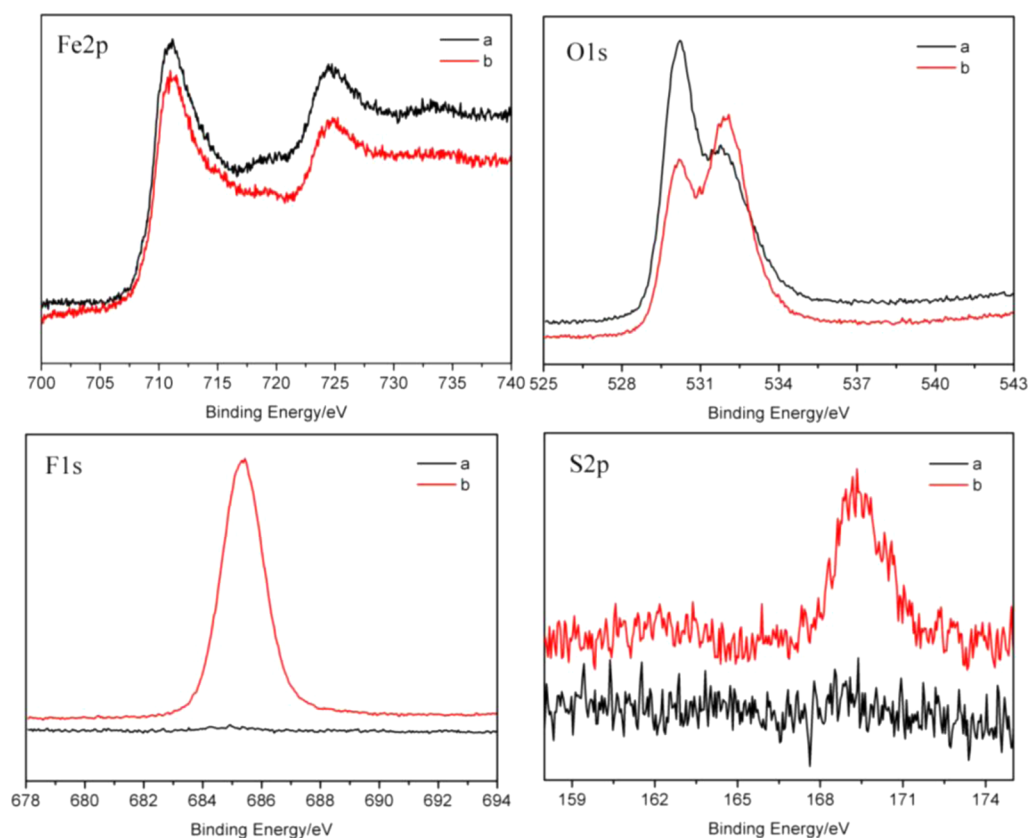 Fe2p
a
b
700 705 710 715 720 725 730 735 740
Binding Energy/eV
O1s
a
b
525 528 531 534 537 540 543
Binding Energy/eV
F1s
a
b
678 680 682 684 686 688 690 692 694
Binding Energy/eV
S2p
a
b
159 162 165 168 171 174
Binding Energy/eV